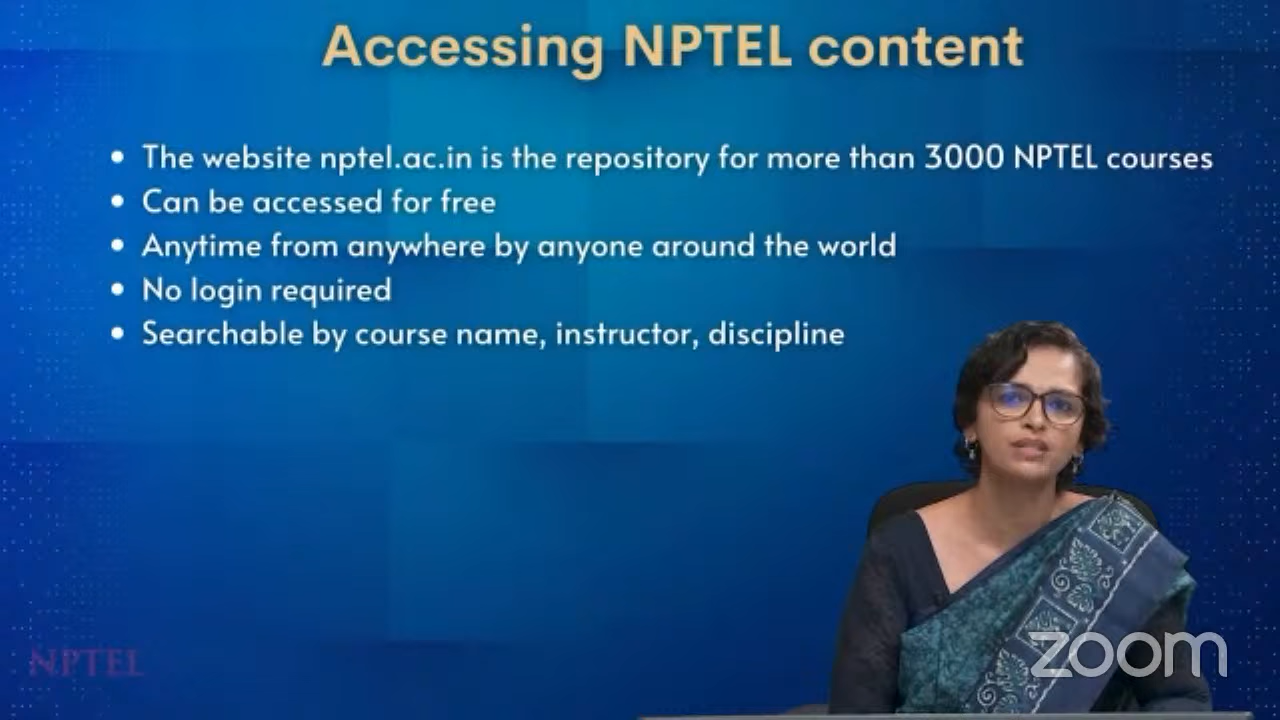 Accessing NPTEL content
• The website nptel.ac.in is the repository for more than 3000 NPTEL courses
• Can be accessed for free
• Anytime from anywhere by anyone around the world
• No login required
• Searchable by course name, instructor, discipline
NPTEL
zoom